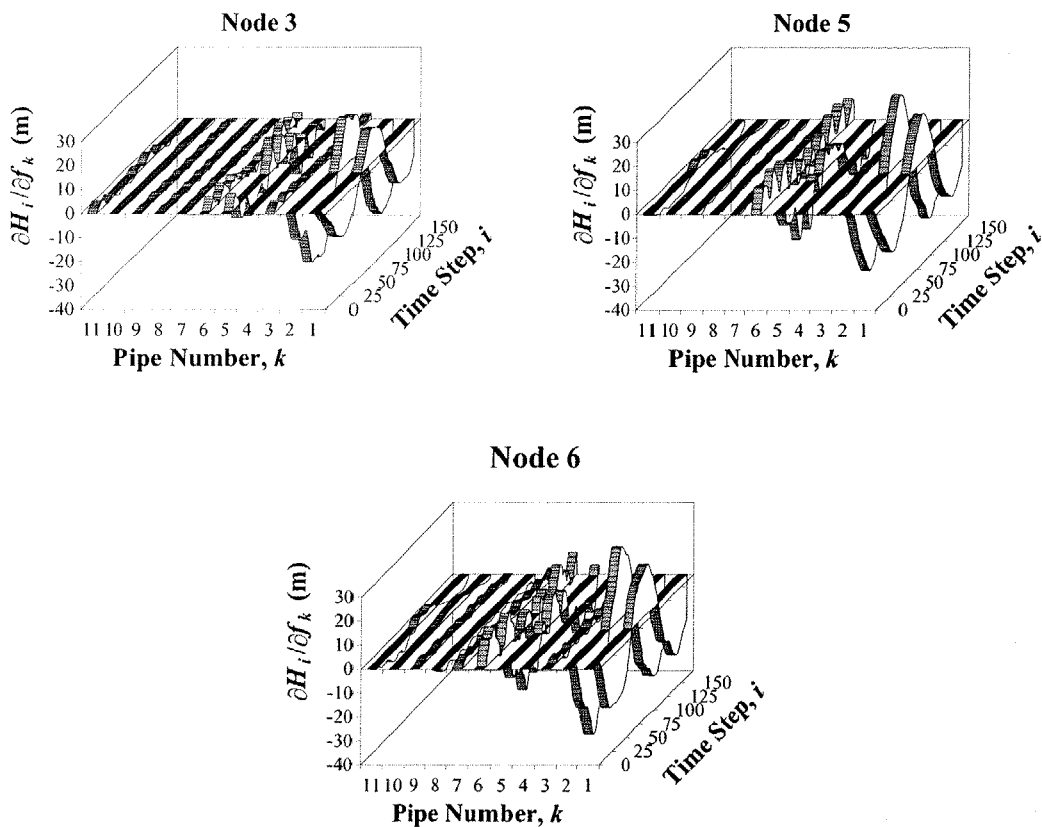 Node 3
∂H_i/∂f_k (m)
30
20
10
0
-10
-20
-30
-40
11 10 9 8 7 6 5 4 3 2 1
Pipe Number, k
0 25 50 75 100 125 150
Time Step, i
Node 5
∂H_i/∂f_k (m)
30
20
10
0
-10
-20
-30
-40
11 10 9 8 7 6 5 4 3 2 1
Pipe Number, k
0 25 50 75 100 125 150
Time Step, i
Node 6
∂H_i/∂f_k (m)
30
20
10
0
-10
-20
-30
-40
11 10 9 8 7 6 5 4 3 2 1
Pipe Number, k
0 25 50 75 100 125 150
Time Step, i